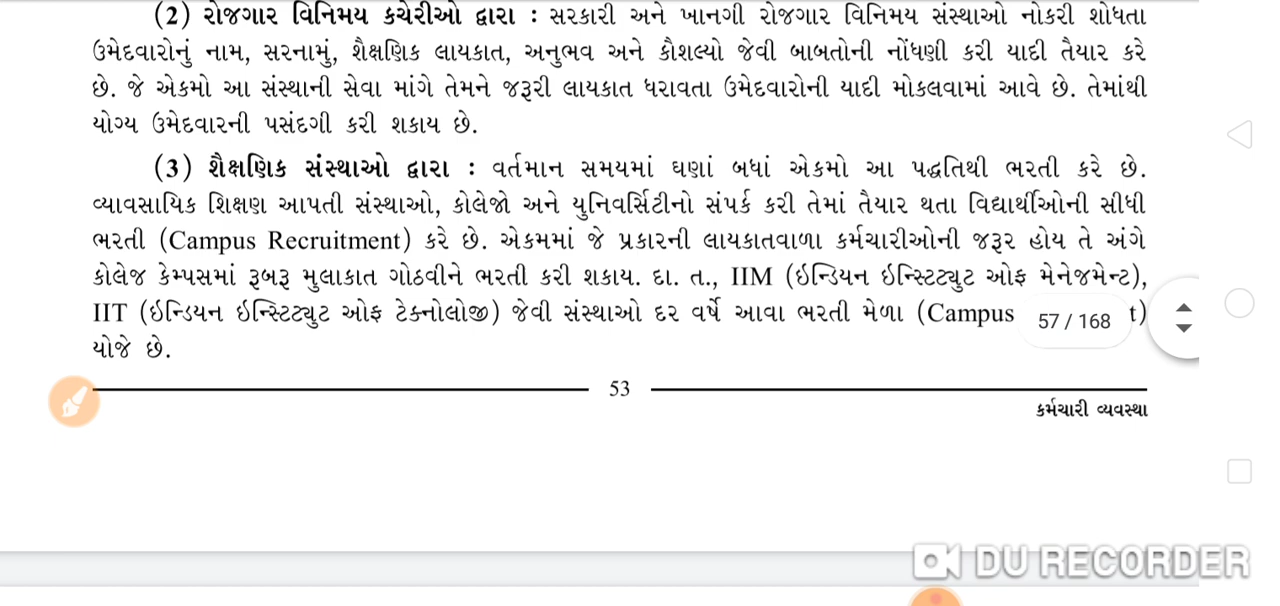 (2) રોજગાર વિનિમય કચેરીઓ દ્વારા : સરકારી અને ખાનગી રોજગાર વિનિમય સંસ્થાઓ નોકરી શોધતા
ઉમેદવારોનું નામ, સરનામું, શૈક્ષણિક લાયકાત, અનુભવ અને કૌશલ્યો જેવી બાબતોની નોંધણી કરી યાદી તૈયાર કરે
છે. જે એકમો આ સંસ્થાની સેવા માંગે તેમને જરૂરી લાયકાત ધરાવતા ઉમેદવારોની યાદી મોકલવામાં આવે છે. તેમાંથી
યોગ્ય ઉમેદવારની પસંદગી કરી શકાય છે.
(3) શૈક્ષણિક સંસ્થાઓ દ્વારા : વર્તમાન સમયમાં ઘણાં બધાં એકમો આ પદ્ધતિથી ભરતી કરે છે.
વ્યાવસાયિક શિક્ષણ આપતી સંસ્થાઓ, કોલેજો અને યુનિવર્સિટીનો સંપર્ક કરી તેમાં તૈયાર થતા વિદ્યાર્થીઓની સીધી
ભરતી (Campus Recruitment) કરે છે. એકમમાં જે પ્રકારની લાયકાતવાળા કર્મચારીઓની જરૂર હોય તે અંગે
કોલેજ કેમ્પસમાં રૂબરૂ મુલાકાત ગોઠવીને ભરતી કરી શકાય. દા. ત., IIM (ઇન્ડિયન ઇન્સ્ટિટ્યુટ ઓફ મેનેજમેન્ટ),
IIT (ઇન્ડિયન ઇન્સ્ટિટ્યુટ ઓફ ટેક્નોલોજી) જેવી સંસ્થાઓ દર વર્ષે આવા ભરતી મેળા (Campus t)
57 / 168
યોજે છે.
53
કર્મચારી વ્યવસ્થા
DU RECORDER